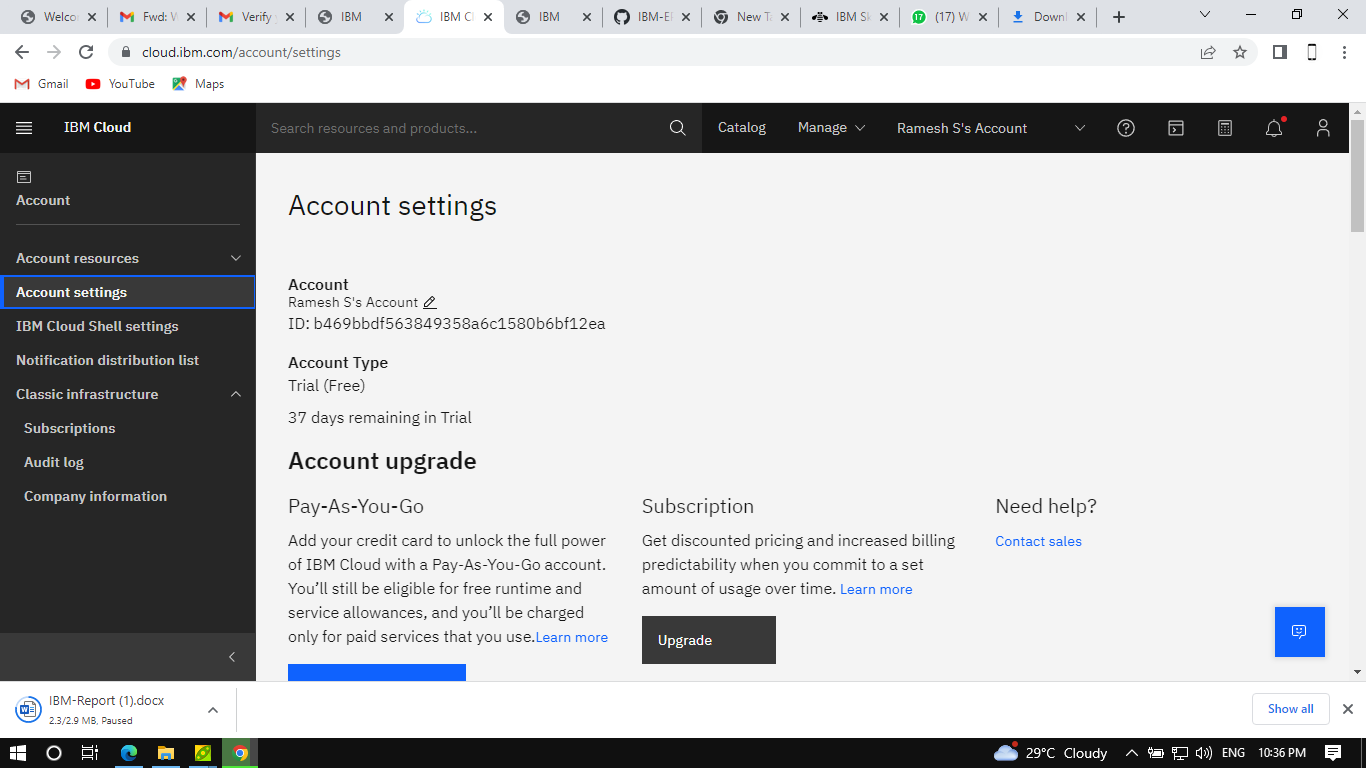 Welcon
Fwd: W
Verify y
IBM
IBM Cl
IBM
IBM-EP
New Ta
IBM Sk
(17) W
Downl
cloud.ibm.com/account/settings
Gmail
YouTube
Maps
IBM Cloud
Search resources and products...
Catalog
Manage
Ramesh S's Account
Account
Account resources
Account settings
IBM Cloud Shell settings
Notification distribution list
Classic infrastructure
Subscriptions
Audit log
Company information
Account settings
Account
Ramesh S's Account
ID: b469bbdf563849358a6c1580b6bf12ea
Account Type
Trial (Free)
37 days remaining in Trial
Account upgrade
Pay-As-You-Go
Add your credit card to unlock the full power
of IBM Cloud with a Pay-As-You-Go account.
You’ll still be eligible for free runtime and
service allowances, and you’ll be charged
only for paid services that you use.Learn more
Subscription
Get discounted pricing and increased billing
predictability when you commit to a set
amount of usage over time. Learn more
Upgrade
Need help?
Contact sales
IBM-Report (1).docx
2.3/2.9 MB, Paused
Show all
29°C Cloudy
ENG
10:36 PM